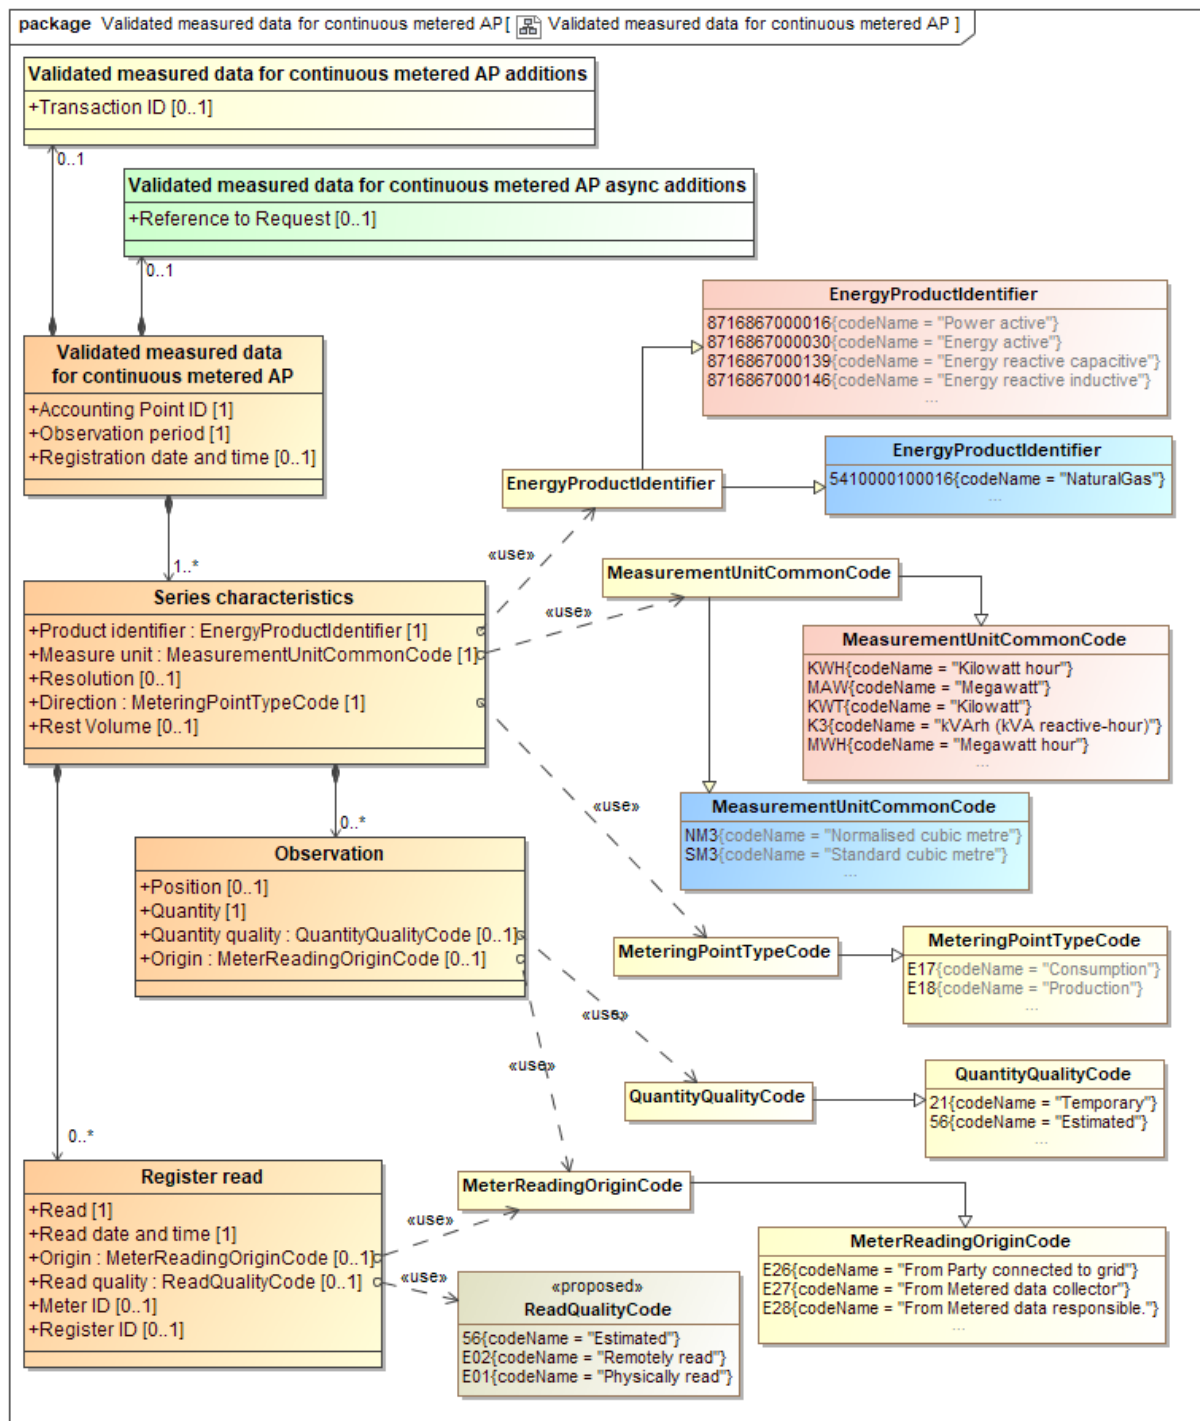 package Validated measured data for continuous metered AP[ Validated measured data for continuous metered AP ]
Validated measured data for continuous metered AP additions
+Transaction ID [0..1]
0..1
Validated measured data for continuous metered AP async additions
+Reference to Request [0..1]
0..1
Validated measured data
for continuous metered AP
+Accounting Point ID [1]
+Observation period [1]
+Registration date and time [0..1]
EnergyProductIdentifier
8716867000016{codeName = "Power active"}
8716867000030{codeName = "Energy active"}
8716867000139{codeName = "Energy reactive capacitive}
8716867000146{codeName = "Energy reactive inductive}
...
EnergyProductIdentifier
5410000100016{codeName = "NaturalGas"}
...
EnergyProductIdentifier
«use»
1..*
Series characteristics
+Product identifier : EnergyProductIdentifier [1]
+Measure unit : MeasurementUnitCommonCode [1]
+Resolution [0..1]
+Direction : MeteringPointTypeCode [1]
+Rest Volume [0..1]
MeasurementUnitCommonCode
«use»
MeasurementUnitCommonCode
KWH{codeName = "Kilowatt hour"}
MAW{codeName = "Megawatt"}
KWT{codeName = "Kilowatt"}
K3{codeName = "kVArh (kVA reactive-hour)"}
MWH{codeName = "Megawatt hour"}
...
«use»
MeasurementUnitCommonCode
NM3{codeName = "Normalised cubic metre"}
SM3{codeName = "Standard cubic metre"}
...
0..*
Observation
+Position [0..1]
+Quantity [1]
+Quantity quality : QuantityQualityCode [0..1]
+Origin : MeterReadingOriginCode [0..1]
MeteringPointTypeCode
MeteringPointTypeCode
E17{codeName = "Consumption}
E18{codeName = "Production"}
...
«use»
«use»
QuantityQualityCode
QuantityQualityCode
21{codeName = "Temporary"}
56{codeName = "Estimated"}
...
0..*
Register read
+Read [1]
+Read date and time [1]
+Origin : MeterReadingOriginCode [0..1]
+Read quality : ReadQualityCode [0..1]
+Meter ID [0..1]
+Register ID [0..1]
MeterReadingOriginCode
«use»
«use»
MeterReadingOriginCode
E26{codeName = "From Party connected to grid"}
E27{codeName = "From Metered data collector"}
E28{codeName = "From Metered data responsible."}
...
«proposed»
ReadQualityCode
56{codeName = "Estimated"}
E02{codeName = "Remotely read"}
E01{codeName = "Physically read"}